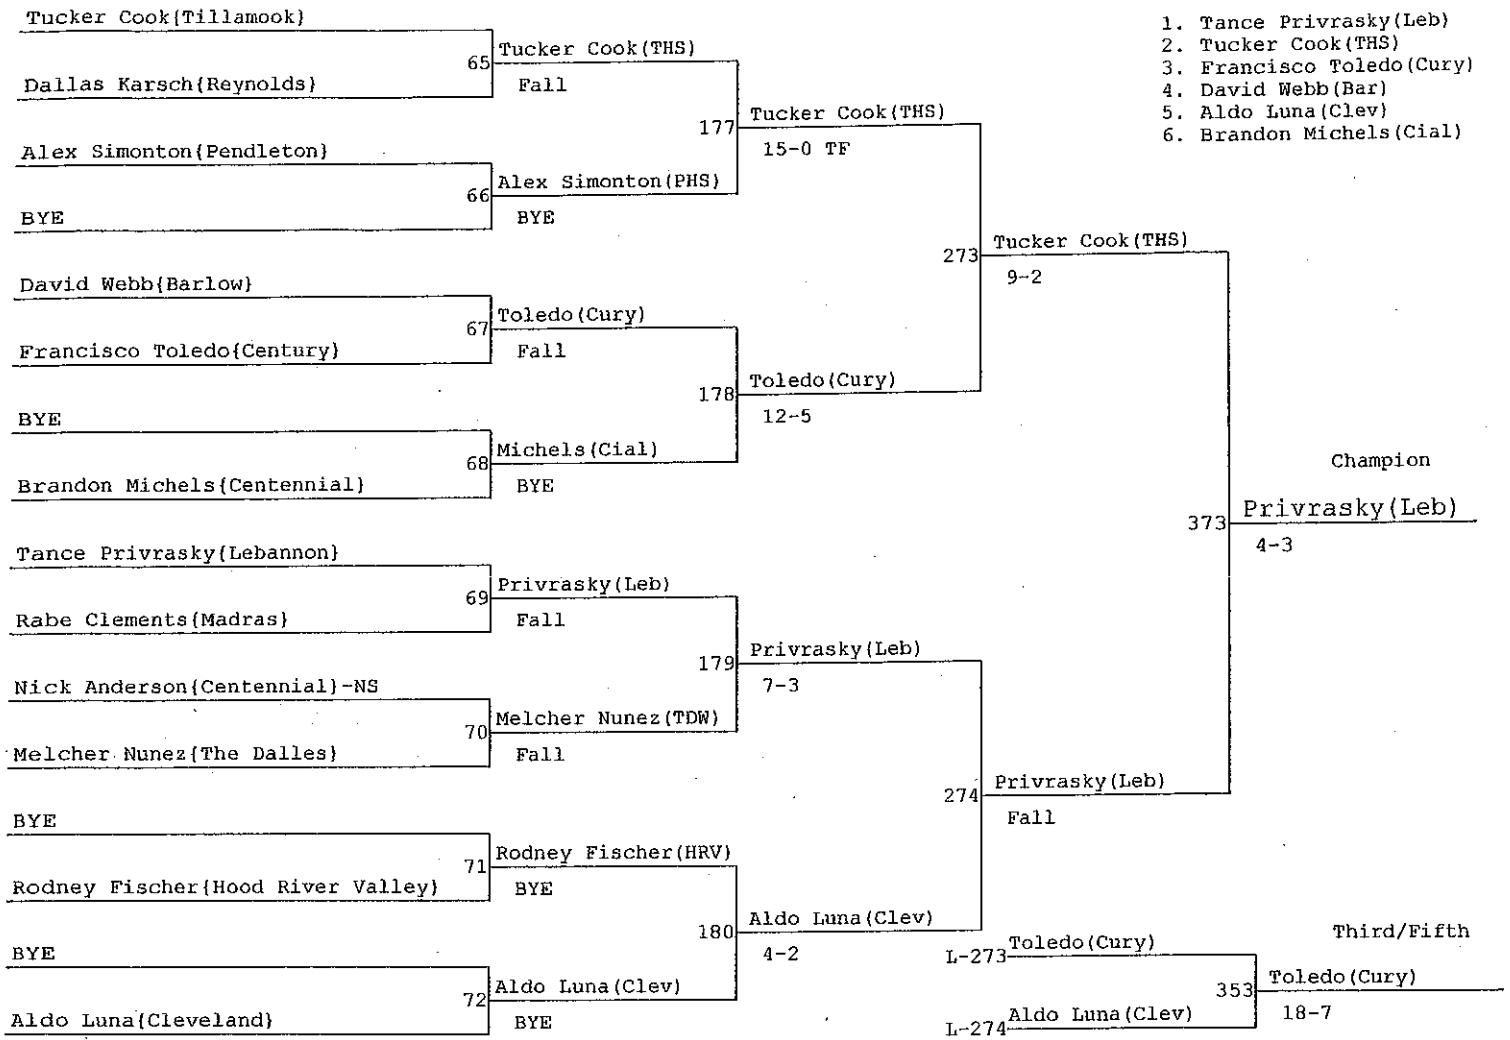 Tucker Cook{Tillamook}
65
Tucker Cook(THS)
Fall
Dallas Karsch{Reynolds}
177
Tucker Cook(THS)
15-0 TF
Alex Simonton{Pendleton}
66
Alex Simonton(PHS)
BYE
BYE
273
Tucker Cook(THS)
9-2
David Webb{Barlow}
67
Toledo(Cury)
Fall
Francisco Toledo{Century}
178
Toledo(Cury)
12-5
BYE
68
Michels(Cial)
BYE
Brandon Michels{Centennial}
Champion
373
Privrasky(Leb)
4-3
Tance Privrasky{Lebannon}
69
Privrasky(Leb)
Fall
Rabe Clements{Madras}
179
Privrasky(Leb)
7-3
Nick Anderson{Centennial}-NS
70
Melcher Nunez(TDW)
Fall
Melcher Nunez{The Dalles}
274
Privrasky(Leb)
Fall
BYE
71
Rodney Fischer(HRV)
BYE
Rodney Fischer{Hood River Valley}
180
Aldo Luna(Clev)
4-2
BYE
72
Aldo Luna(Clev)
BYE
Aldo Luna{Cleveland}
Third/Fifth
L-273
Toledo(Cury)
353
Toledo(Cury)
18-7
L-274
Aldo Luna(Clev)
1. Tance Privrasky(Leb)
2. Tucker Cook(THS)
3. Francisco Toledo(Cury)
4. David Webb(Bar)
5. Aldo Luna(Clev)
6. Brandon Michels(Cial)